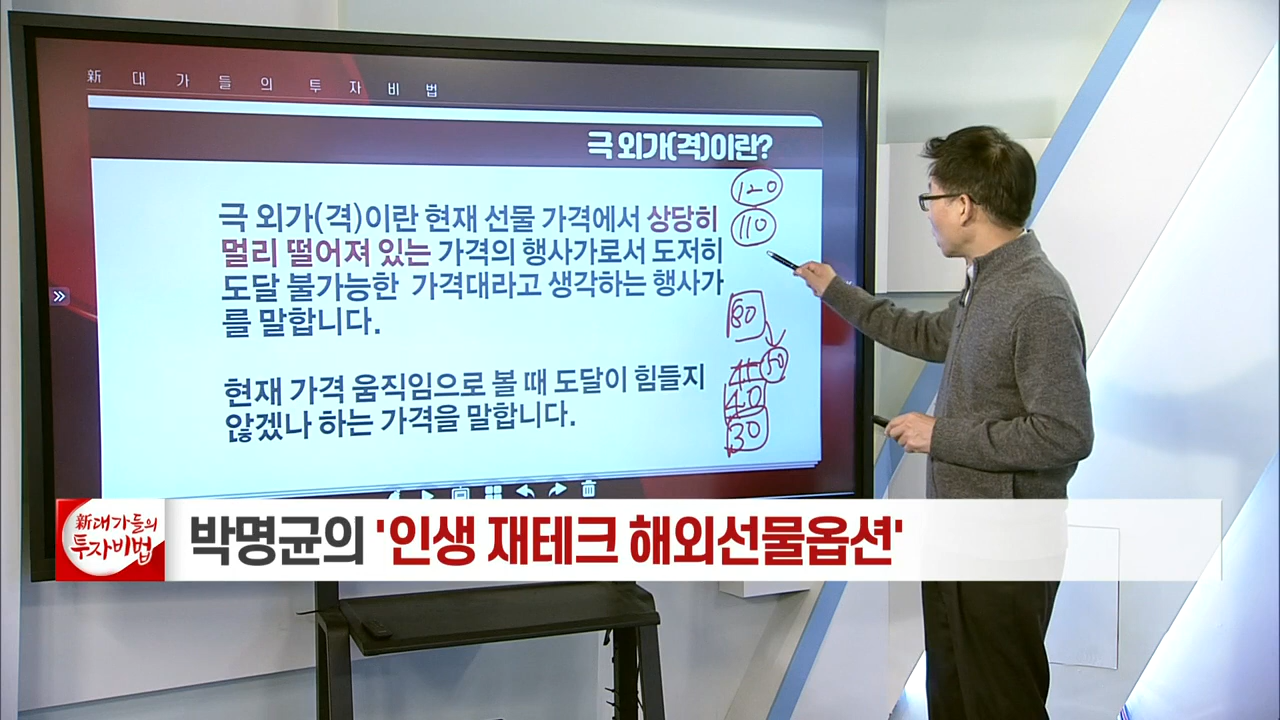 新 대가들의 투자비법
극 외가(격)이란?
120
110
극 외가(격)이란 현재 선물 가격에서 상당히
멀리 떨어져 있는 가격의 행사가로서 도저히
도달 불가능한 가격대라고 생각하는 행사가
를 말합니다.
80
50
40
30
현재 가격 움직임으로 볼 때 도달이 힘들지
않겠나 하는 가격을 말합니다.
新대가들의
투자비법
박명균의 '인생 재테크 해외선물옵션'